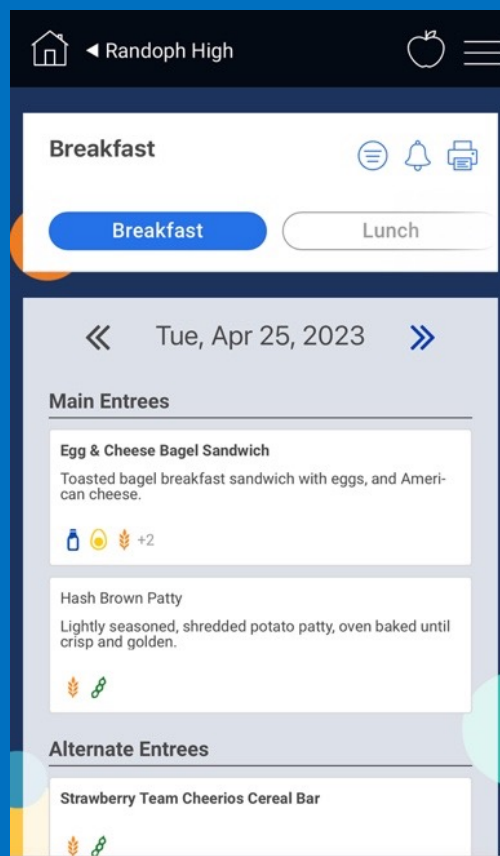 ◀ Randoph High
Breakfast
Breakfast
Lunch
Tue, Apr 25, 2023
Main Entrees
Egg & Cheese Bagel Sandwich
Toasted bagel breakfast sandwich with eggs, and Ameri-
can cheese.
+2
Hash Brown Patty
Lightly seasoned, shredded potato patty, oven baked until
crisp and golden.
Alternate Entrees
Strawberry Team Cheerios Cereal Bar